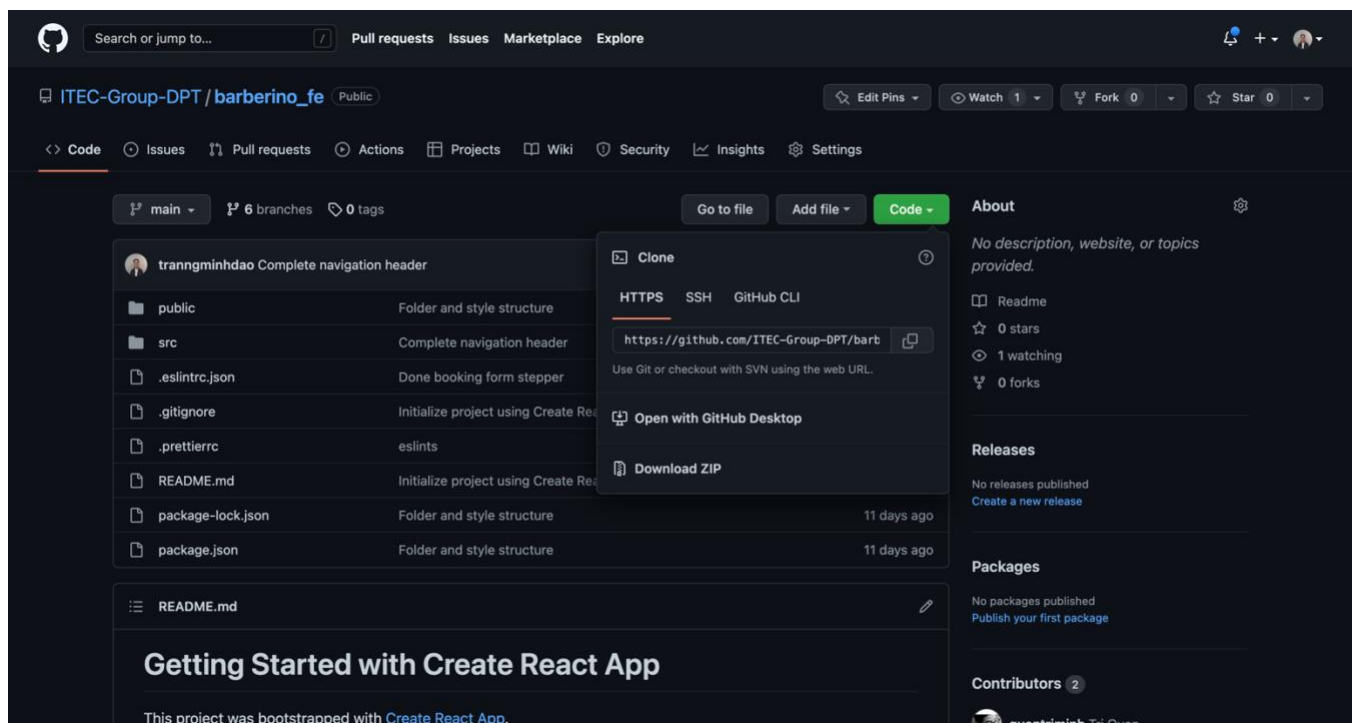 Search or jump to... / Pull requests Issues Marketplace Explore
ITEC-Group-DPT / barberino_fe Public
Edit Pins Watch 1 Fork 0 Star 0
Code Issues Pull requests Actions Projects Wiki Security Insights Settings
main 6 branches 0 tags
Go to file Add file Code
tranngminhdao Complete navigation header
public Folder and style structure
src Complete navigation header
.eslintrc.json Done booking form stepper
.gitignore Initialize project using Create Rea
.prettierrc eslints
README.md Initialize project using Create Rea
package-lock.json Folder and style structure 11 days ago
package.json Folder and style structure 11 days ago
Clone
HTTPS SSH GitHub CLI
https://github.com/ITEC-Group-DPT/barb
Use Git or checkout with SVN using the web URL.
Open with GitHub Desktop
Download ZIP
README.md
Getting Started with Create React App
This project was bootstrapped with Create React App.
About
No description, website, or topics
provided.
Readme
0 stars
1 watching
0 forks
Releases
No releases published
Create a new release
Packages
No packages published
Publish your first package
Contributors 2